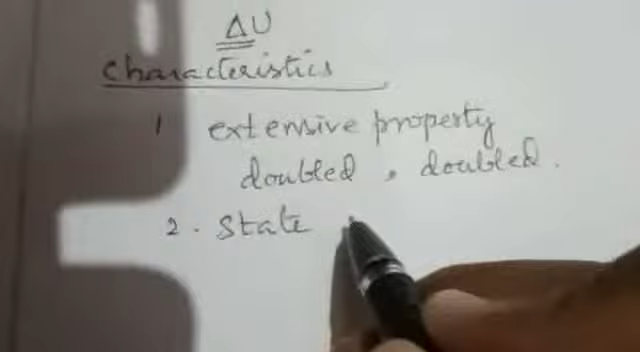 ΔU
Characteristics
1 extensive property
doubled, doubled.
2. State